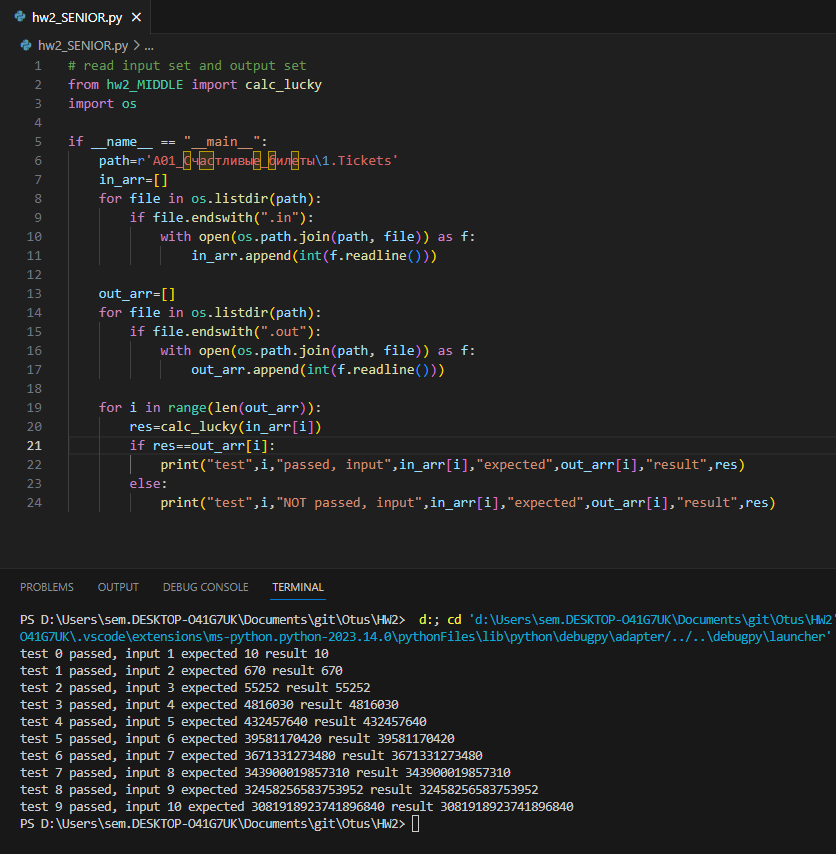 hw2_SENIOR.py ×
hw2_SENIOR.py > ...
1 # read input set and output set
2 from hw2_MIDDLE import calc_lucky
3 import os
4
5 if __name__ == "__main__":
6 path=r'A01_Счастливые_билеты\1.Tickets'
7 in_arr=[]
8 for file in os.listdir(path):
9 if file.endswith(".in"):
10 with open(os.path.join(path, file)) as f:
11 in_arr.append(int(f.readline()))
12
13 out_arr=[]
14 for file in os.listdir(path):
15 if file.endswith(".out"):
16 with open(os.path.join(path, file)) as f:
17 out_arr.append(int(f.readline()))
18
19 for i in range(len(out_arr)):
20 res=calc_lucky(in_arr[i])
21 if res==out_arr[i]:
22 print("test",i,"passed, input",in_arr[i],"expected",out_arr[i],"result",res)
23 else:
24 print("test",i,"NOT passed, input",in_arr[i],"expected",out_arr[i],"result",res)
PROBLEMS OUTPUT DEBUG CONSOLE TERMINAL
PS D:\Users\sem.DESKTOP-O41G7UK\Documents\git\Otus\HW2> d:; cd 'd:\Users\sem.DESKTOP-O41G7UK\Documents\git\Otus\HW2'
O41G7UK\.vscode\extensions\ms-python.python-2023.14.0\pythonFiles\lib\python\debugpy\adapter/../..\debugpy\launcher'
test 0 passed, input 1 expected 10 result 10
test 1 passed, input 2 expected 670 result 670
test 2 passed, input 3 expected 55252 result 55252
test 3 passed, input 4 expected 4816030 result 4816030
test 4 passed, input 5 expected 432457640 result 432457640
test 5 passed, input 6 expected 39581170420 result 39581170420
test 6 passed, input 7 expected 3671331273480 result 3671331273480
test 7 passed, input 8 expected 343900019857310 result 343900019857310
test 8 passed, input 9 expected 32458256583753952 result 32458256583753952
test 9 passed, input 10 expected 3081918923741896840 result 3081918923741896840
PS D:\Users\sem.DESKTOP-O41G7UK\Documents\git\Otus\HW2>